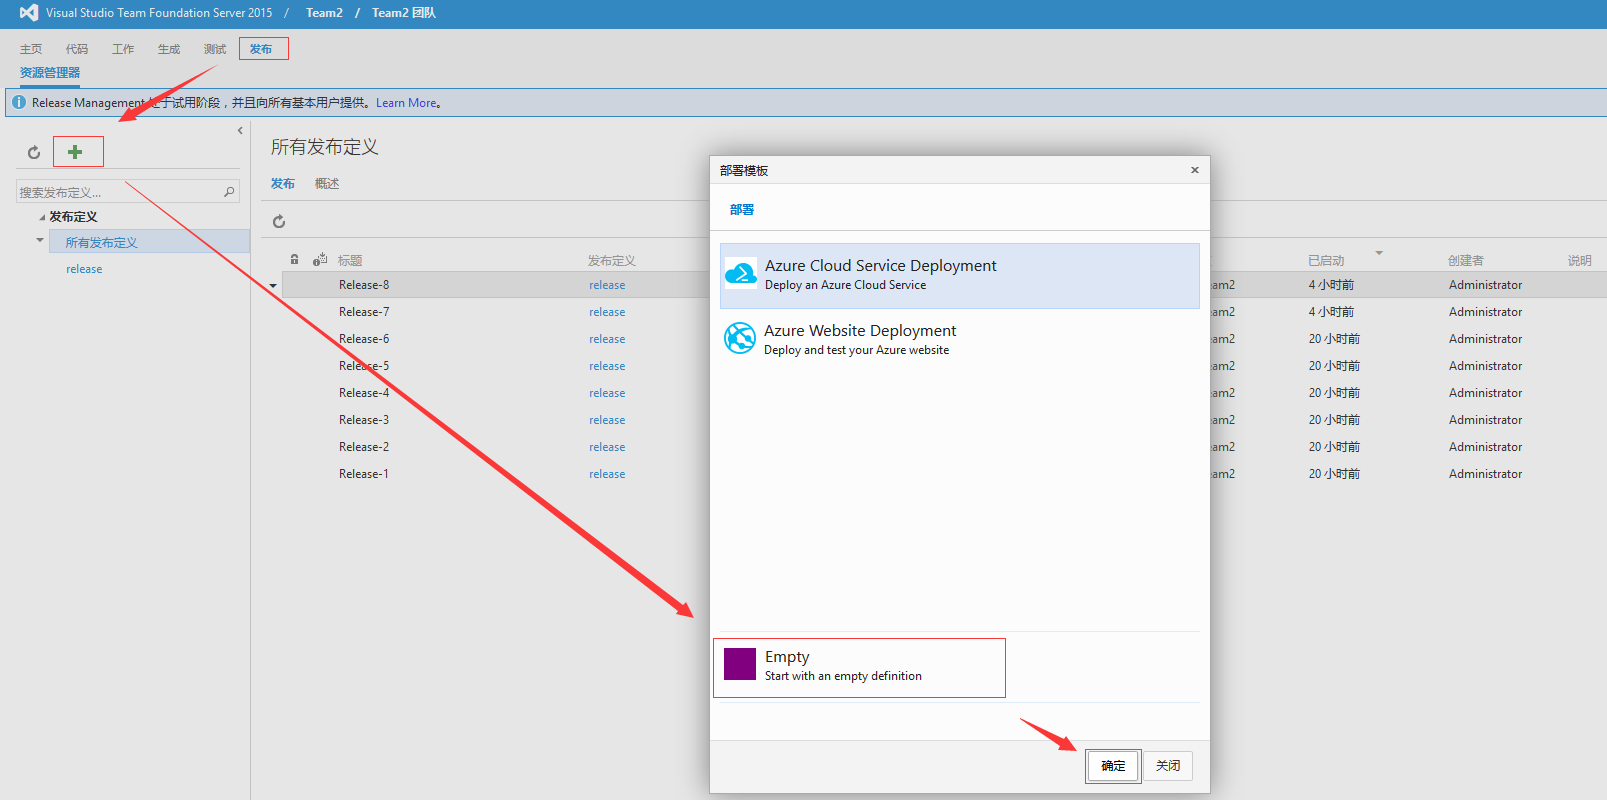 Visual Studio Team Foundation Server 2015 / Team2 / Team2 团队
主页 代码 工作 生成 测试 发布
资源管理器
Release Management 处于试用阶段，并且向所有基本用户提供。Learn More。
所有发布定义
搜索发布定义...
发布定义
所有发布定义
release
发布 概述
标题 发布定义 已启动 创建者 说明
Release-8 release eam2 4 小时前 Administrator
Release-7 release eam2 4 小时前 Administrator
Release-6 release eam2 20 小时前 Administrator
Release-5 release eam2 20 小时前 Administrator
Release-4 release eam2 20 小时前 Administrator
Release-3 release eam2 20 小时前 Administrator
Release-2 release eam2 20 小时前 Administrator
Release-1 release eam2 20 小时前 Administrator
部署模板
部署
Azure Cloud Service Deployment
Deploy an Azure Cloud Service
Azure Website Deployment
Deploy and test your Azure website
Empty
Start with an empty definition
确定 关闭